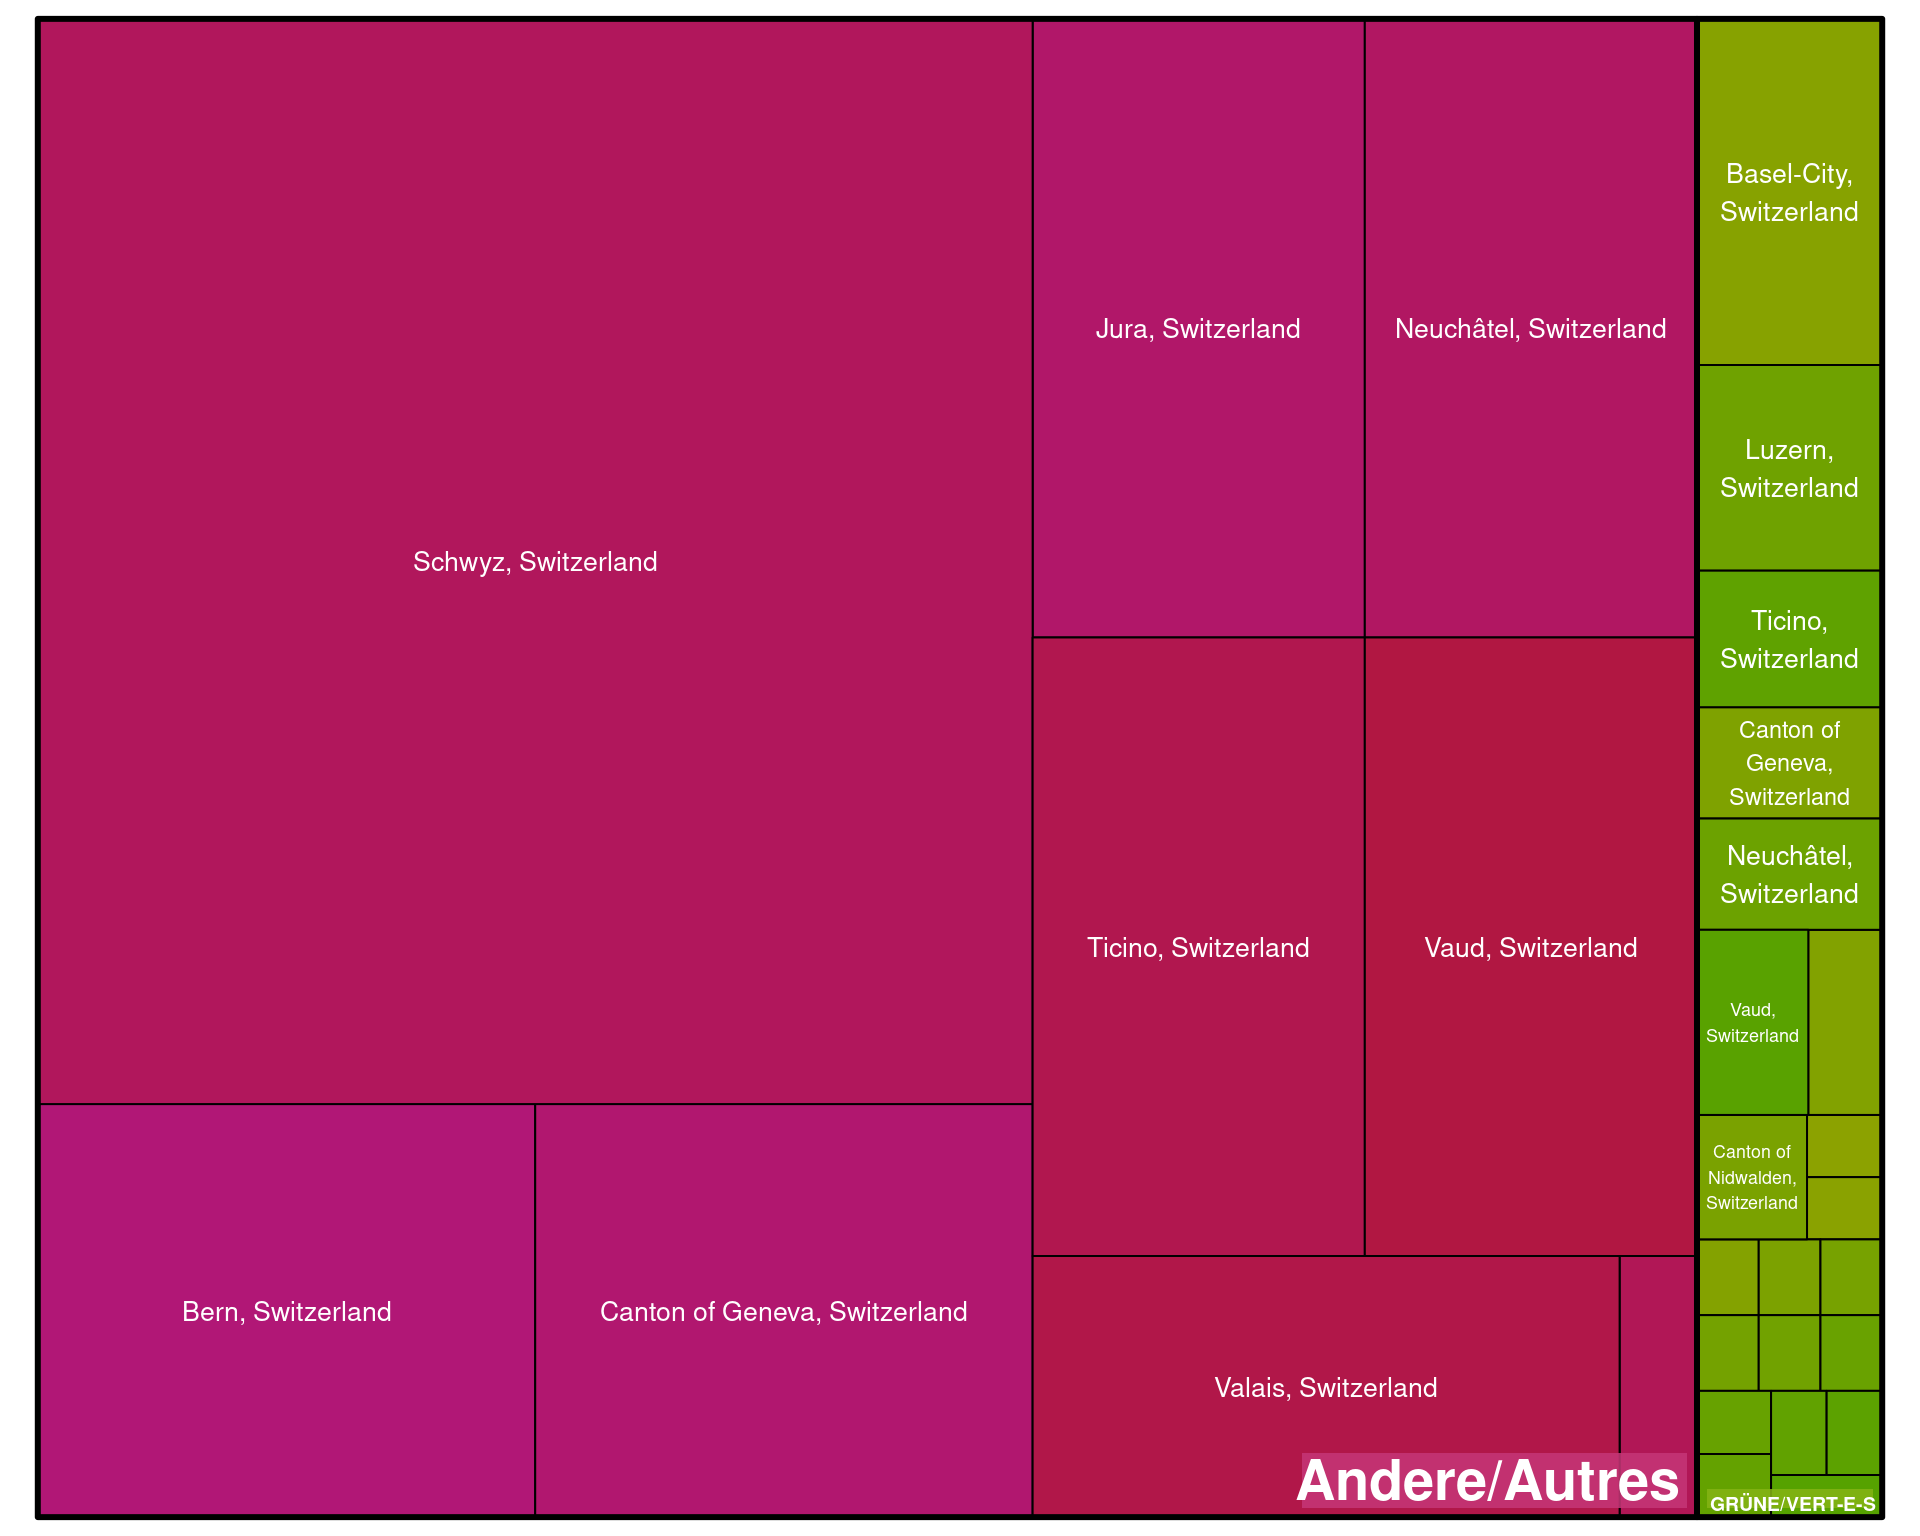 Schwyz, Switzerland
Bern, Switzerland
Canton of Geneva, Switzerland
Jura, Switzerland
Neuchâtel, Switzerland
Ticino, Switzerland
Vaud, Switzerland
Valais, Switzerland
Andere/Autres
Basel-City,
Switzerland
Luzern,
Switzerland
Ticino,
Switzerland
Canton of
Geneva,
Switzerland
Neuchâtel,
Switzerland
Vaud,
Switzerland
Canton of
Nidwalden,
Switzerland
GRÜNE/VERT-E-S